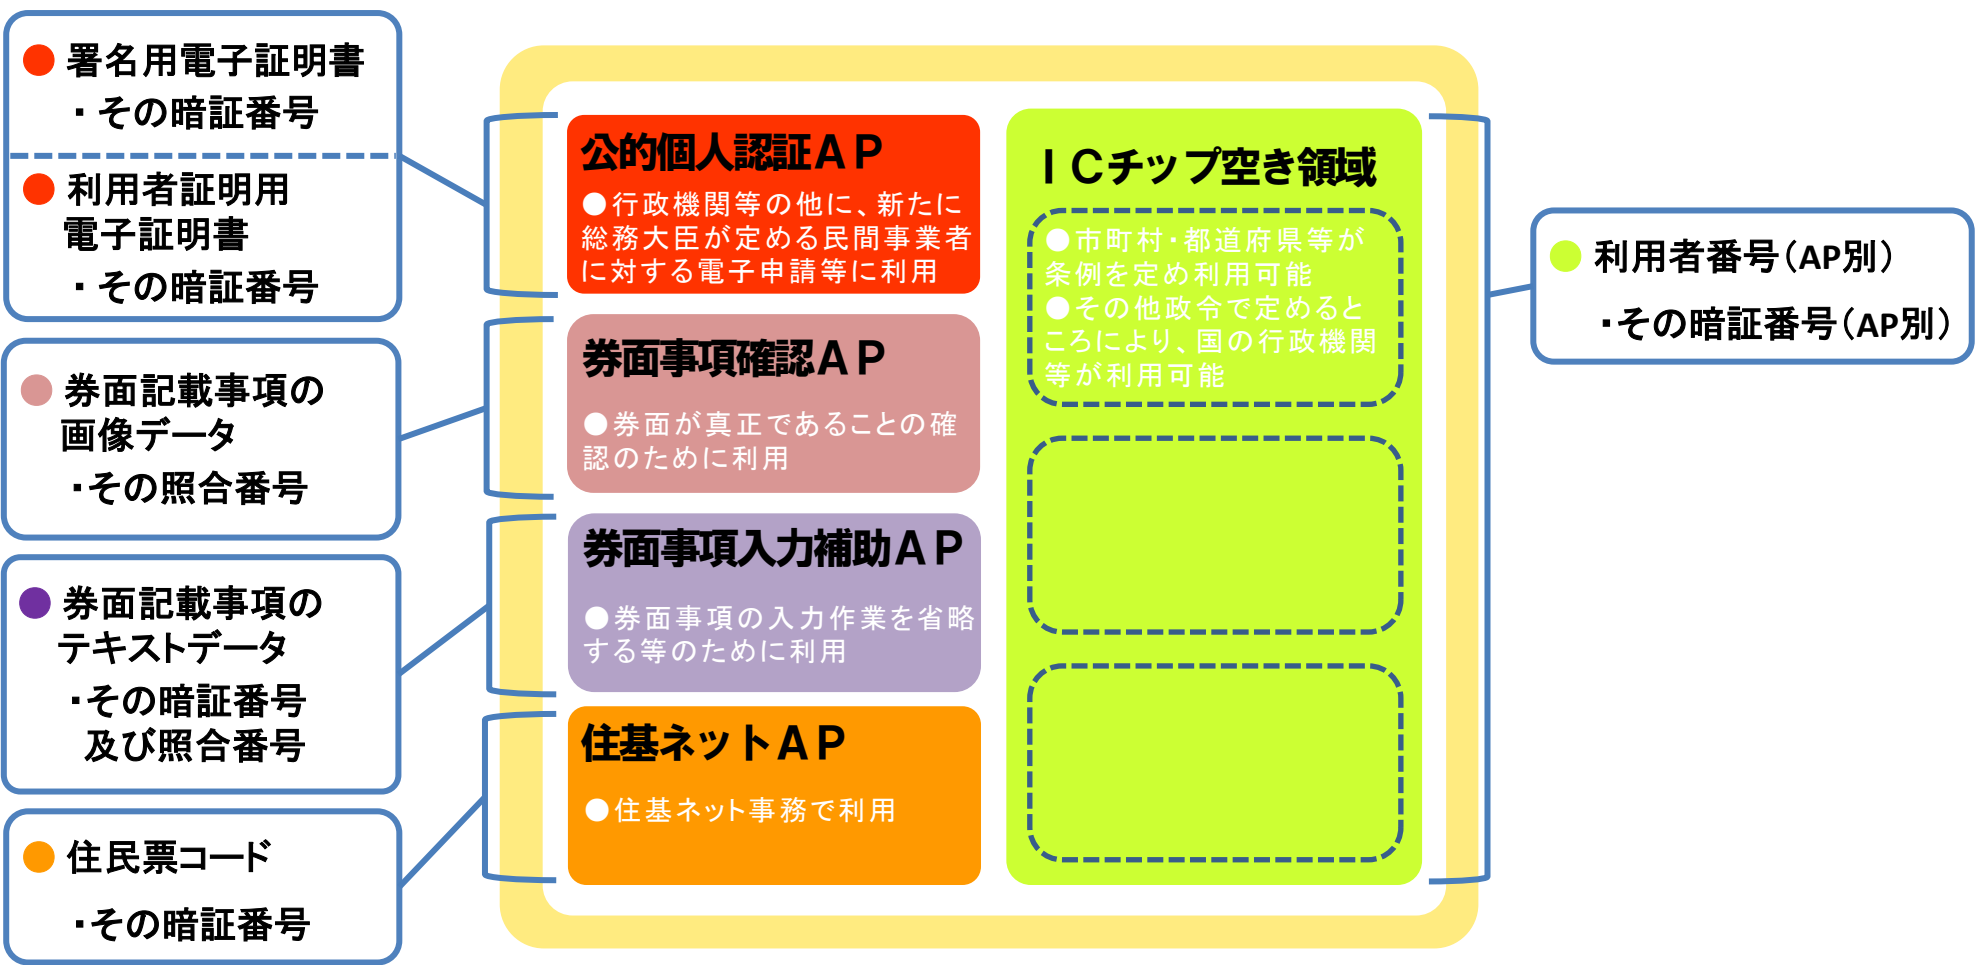 ● 署名用電子証明書
・その暗証番号
● 利用者証明用
電子証明書
・その暗証番号
● 券面記載事項の
画像データ
・その照合番号
● 券面記載事項の
テキストデータ
・その暗証番号
及び照合番号
● 住民票コード
・その暗証番号
公的個人認証ＡＰ
●行政機関等の他に、新たに
総務大臣が定める民間事業者
に対する電子申請等に利用
券面事項確認ＡＰ
●券面が真正であることの確
認のために利用
券面事項入力補助ＡＰ
●券面事項の入力作業を省略
する等のために利用
住基ネットＡＰ
●住基ネット事務で利用
ＩＣチップ空き領域
●市町村・都道府県等が
条例を定め利用可能
●その他政令で定めると
ころにより、国の行政機関
等が利用可能
● 利用者番号（AP別）
・その暗証番号（AP別）